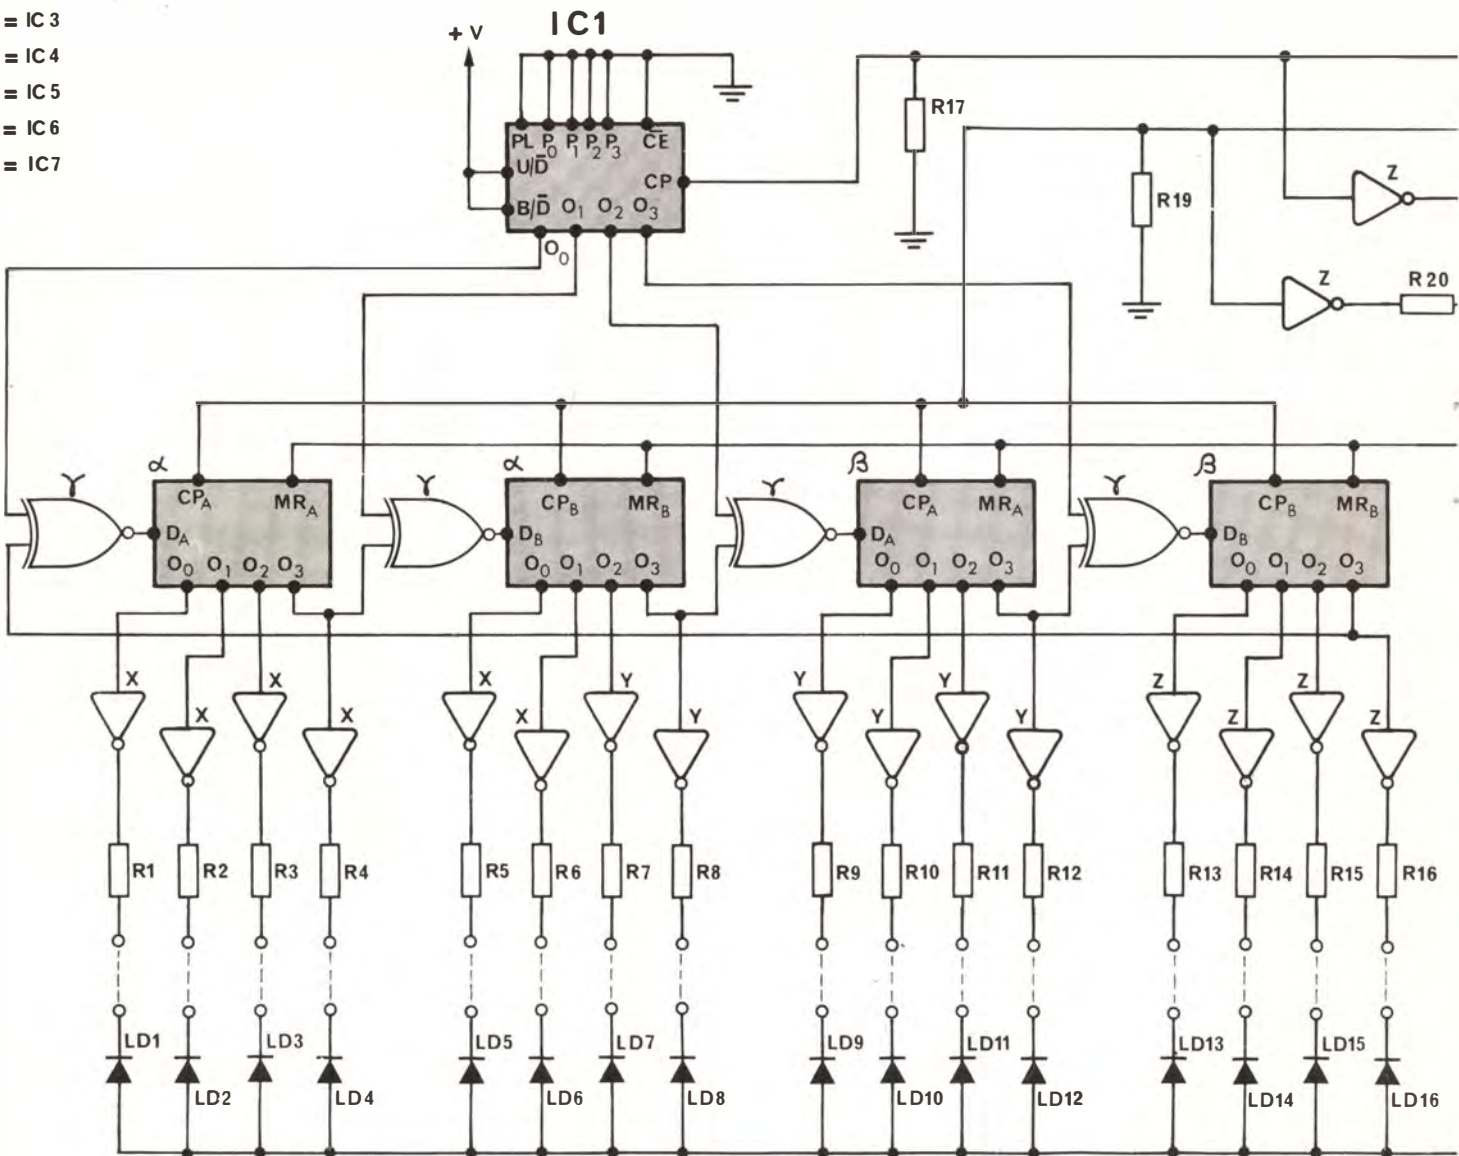 = IC3
= IC4
= IC5
= IC6
= IC7
+ V
IC1
PL P0 P1 P2 P3 C̅E̅
U/D̅
CP
B/D̅ O1 O2 O3
O0
R17
R19
Z
Z
R20
γ α CPA MRA
DA
O0 O1 O2 O3
γ α CPB MRB
DB
O0 O1 O2 O3
γ β CPA MRA
DA
O0 O1 O2 O3
γ β CPB MRB
DB
O0 O1 O2 O3
X X X X X X Y Y Y Y Y Y Z Z Z Z
R1 R2 R3 R4 R5 R6 R7 R8 R9 R10 R11 R12 R13 R14 R15 R16
LD1 LD3 LD5 LD7 LD9 LD11 LD13 LD15
LD2 LD4 LD6 LD8 LD10 LD12 LD14 LD16